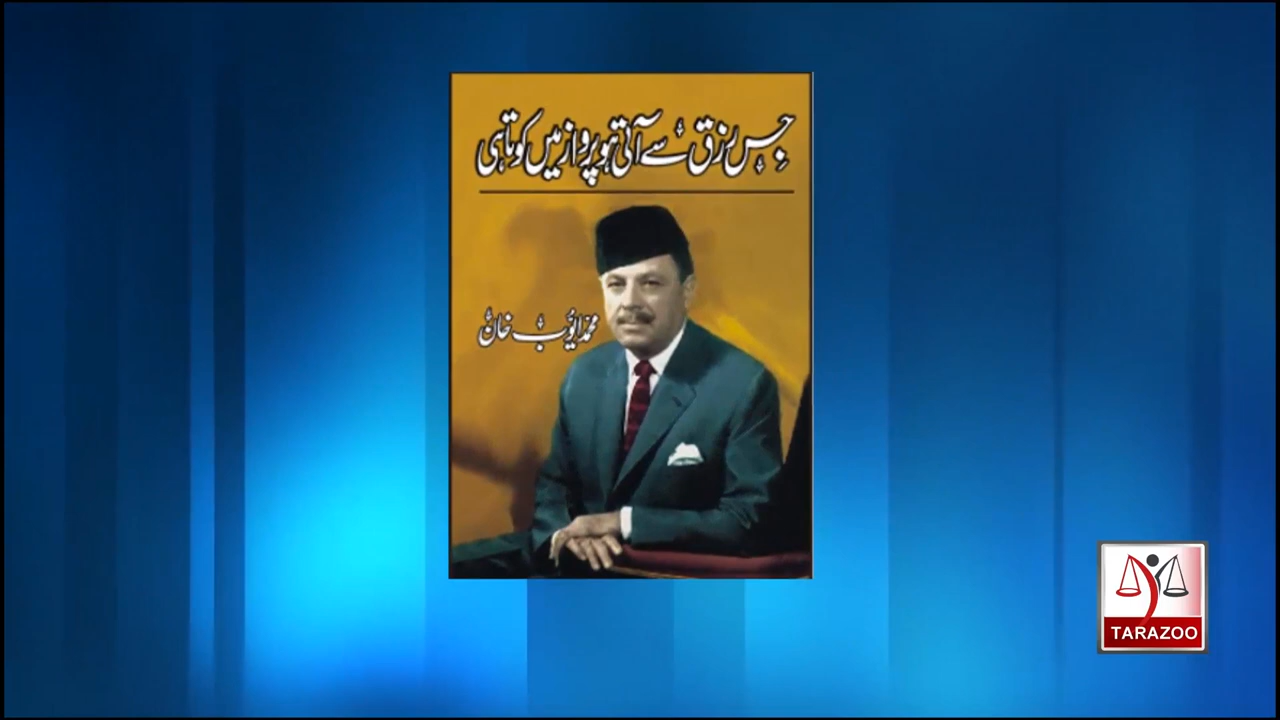 جس رزق سے آتی ہو پرواز میں کوتاہی
محمد ایوب خان
TARAZOO